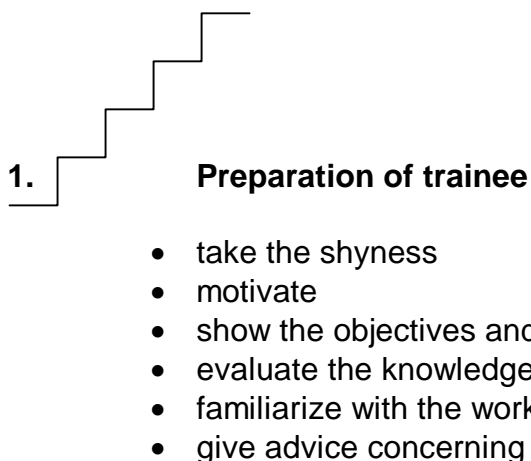 1. Preparation of trainee
• take the shyness
• motivate
• show the objectives and
• evaluate the knowledge
• familiarize with the work
• give advice concerning